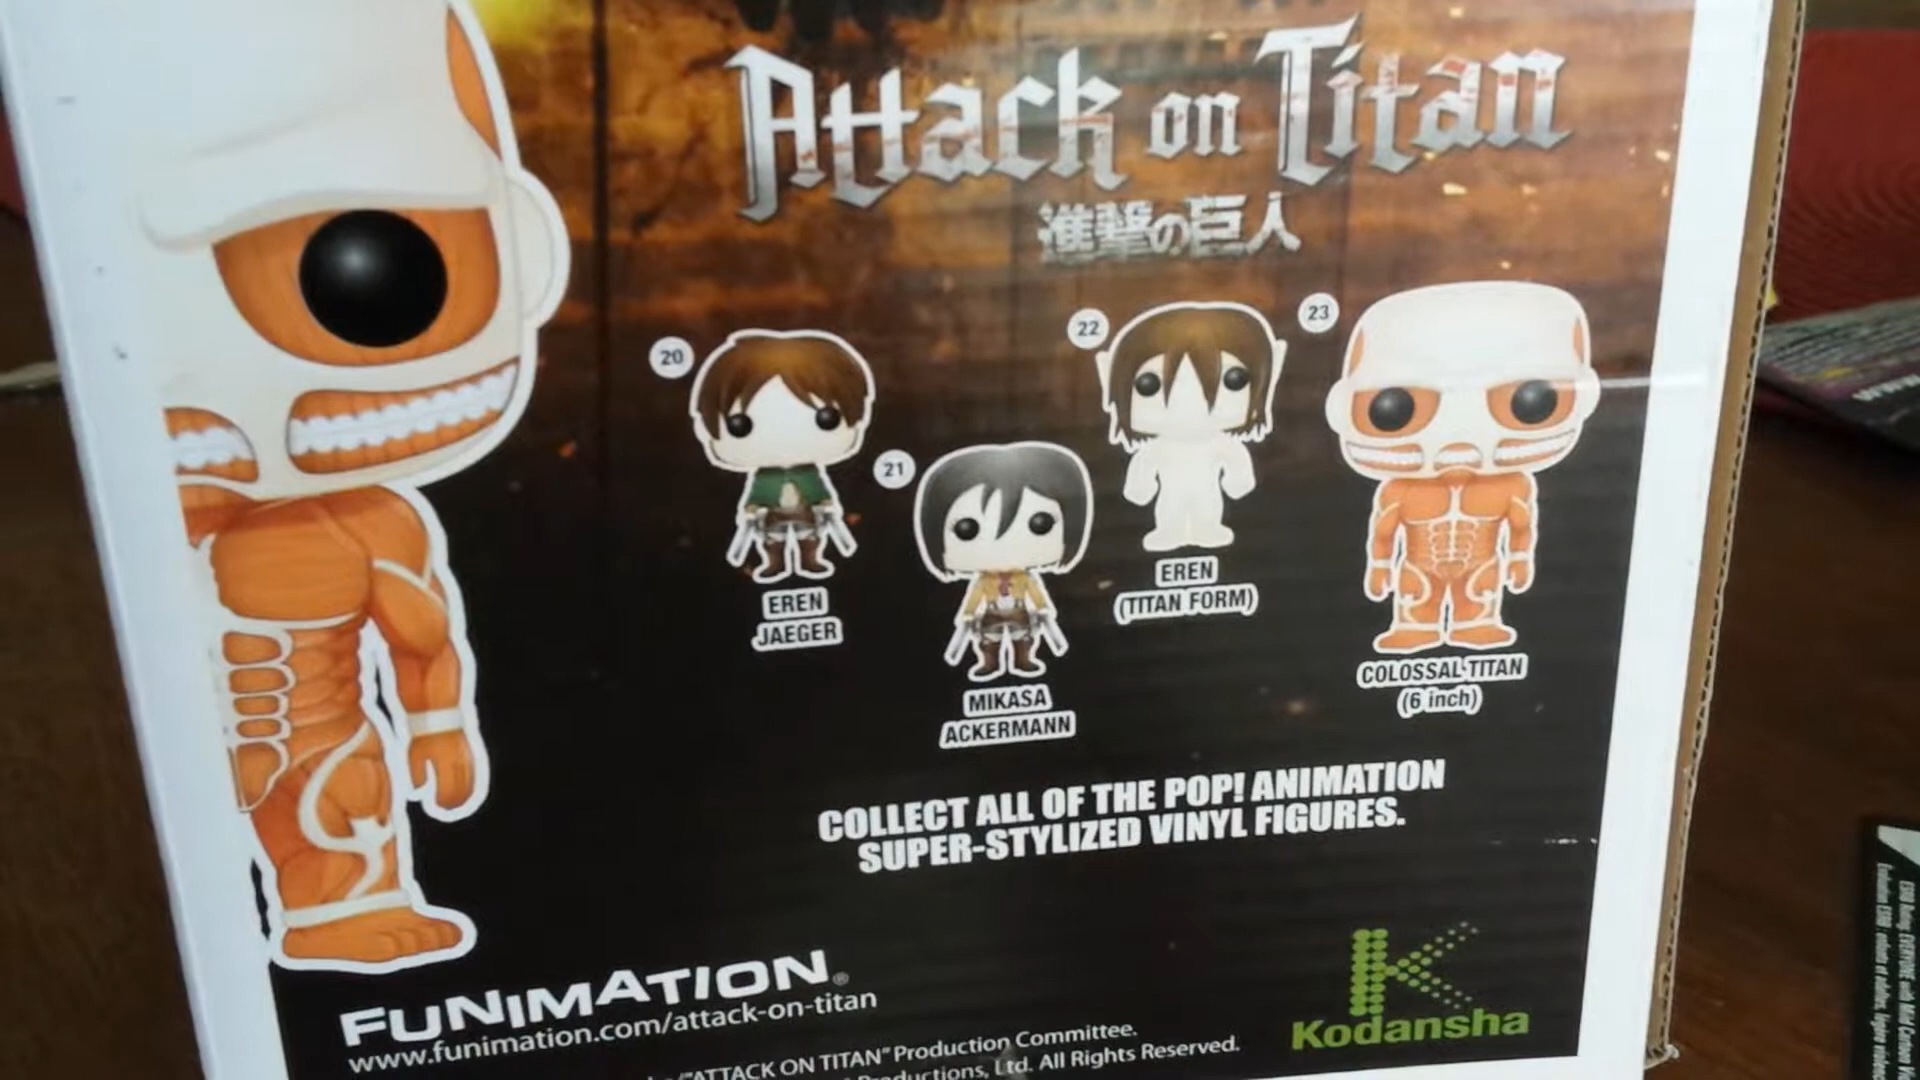 Attack on Titan
進撃の巨人
20
EREN
JAEGER
21
MIKASA
ACKERMANN
22
EREN
(TITAN FORM)
23
COLOSSAL TITAN
(6 inch)
COLLECT ALL OF THE POP! ANIMATION
SUPER-STYLIZED VINYL FIGURES.
FUNIMATION®
www.funimation.com/attack-on-titan
"ATTACK ON TITAN" Production Committee.
Productions, Ltd. All Rights Reserved.
K
Kodansha